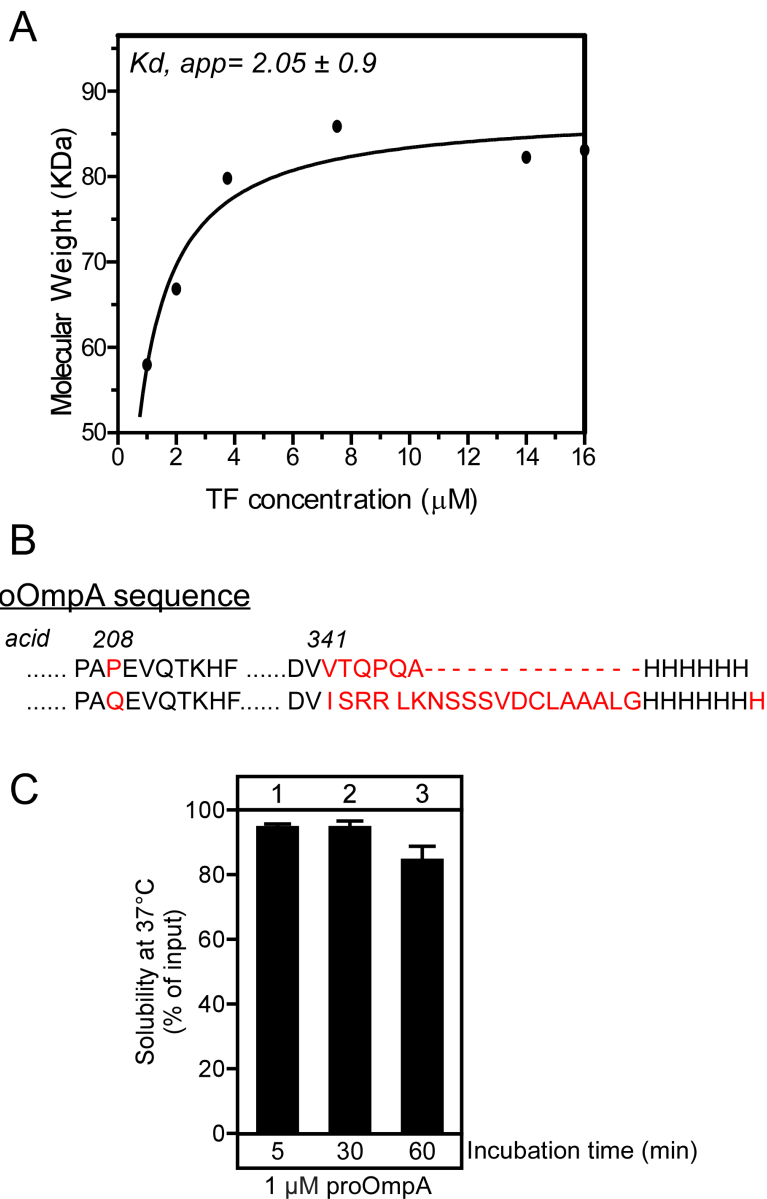 A
Kd, app= 2.05 ± 0.9
90
80
70
60
50
Molecular Weight (KDa)
0 2 4 6 8 10 12 14 16
TF concentration (μM)
B
oOmpA sequence
acid 208 341
...... PAPEVQTKHF ......DVVTQPQA--------------HHHHHH
...... PAQEVQTKHF...... DVISRRLKNSSSVDCLAAALGHHHHHHH
C
1 2 3
100
80
60
40
20
0
Solubility at 37°C
(% of input)
5 30 60 Incubation time (min)
1 μM proOmpA